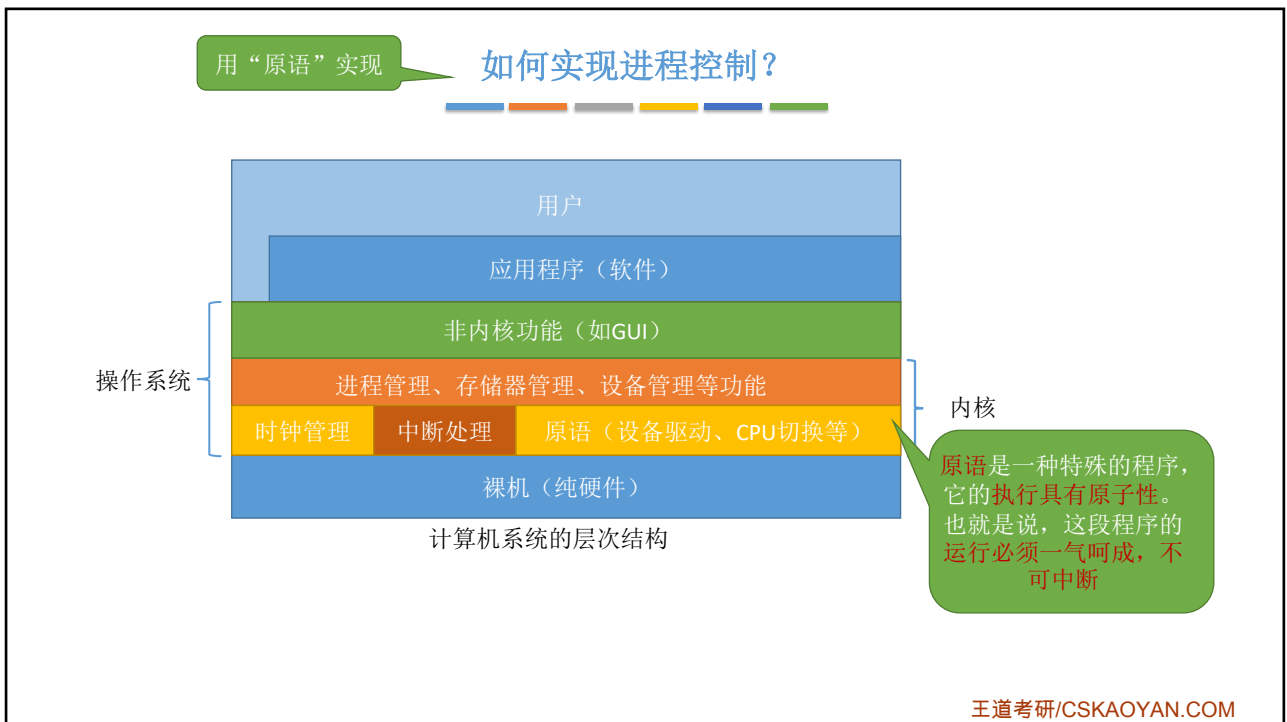 用“原语”实现
如何实现进程控制？
用户
应用程序（软件）
非内核功能（如GUI）
操作系统
进程管理、存储器管理、设备管理等功能
内核
时钟管理
中断处理
原语（设备驱动、CPU切换等）
裸机（纯硬件）
计算机系统的层次结构
原语是一种特殊的程序，
它的执行具有原子性。
也就是说，这段程序的
运行必须一气呵成，不
可中断
王道考研/CSKAOYAN.COM